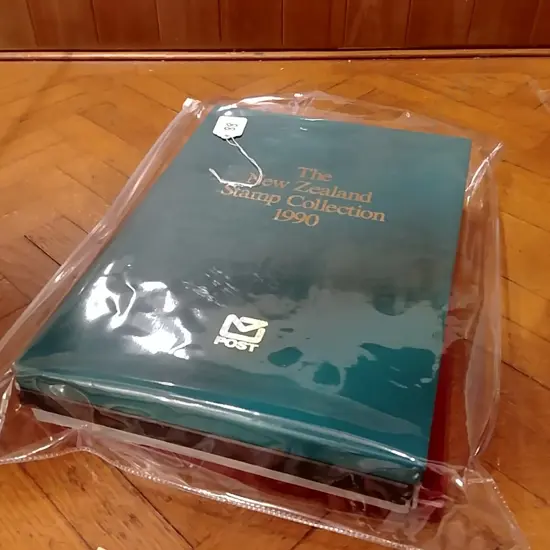 The
New Zealand
Stamp Collection
1990
POST